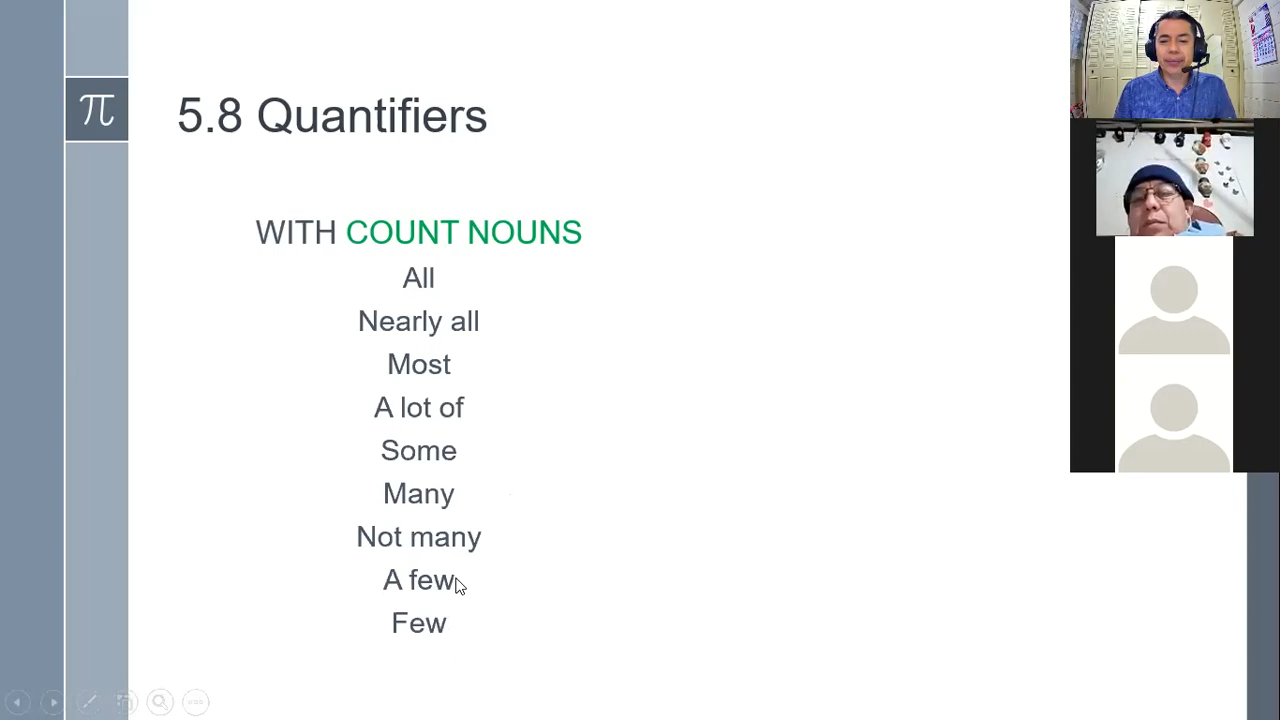 π
5.8 Quantifiers
WITH COUNT NOUNS
All
Nearly all
Most
A lot of
Some
Many
Not many
A few
Few